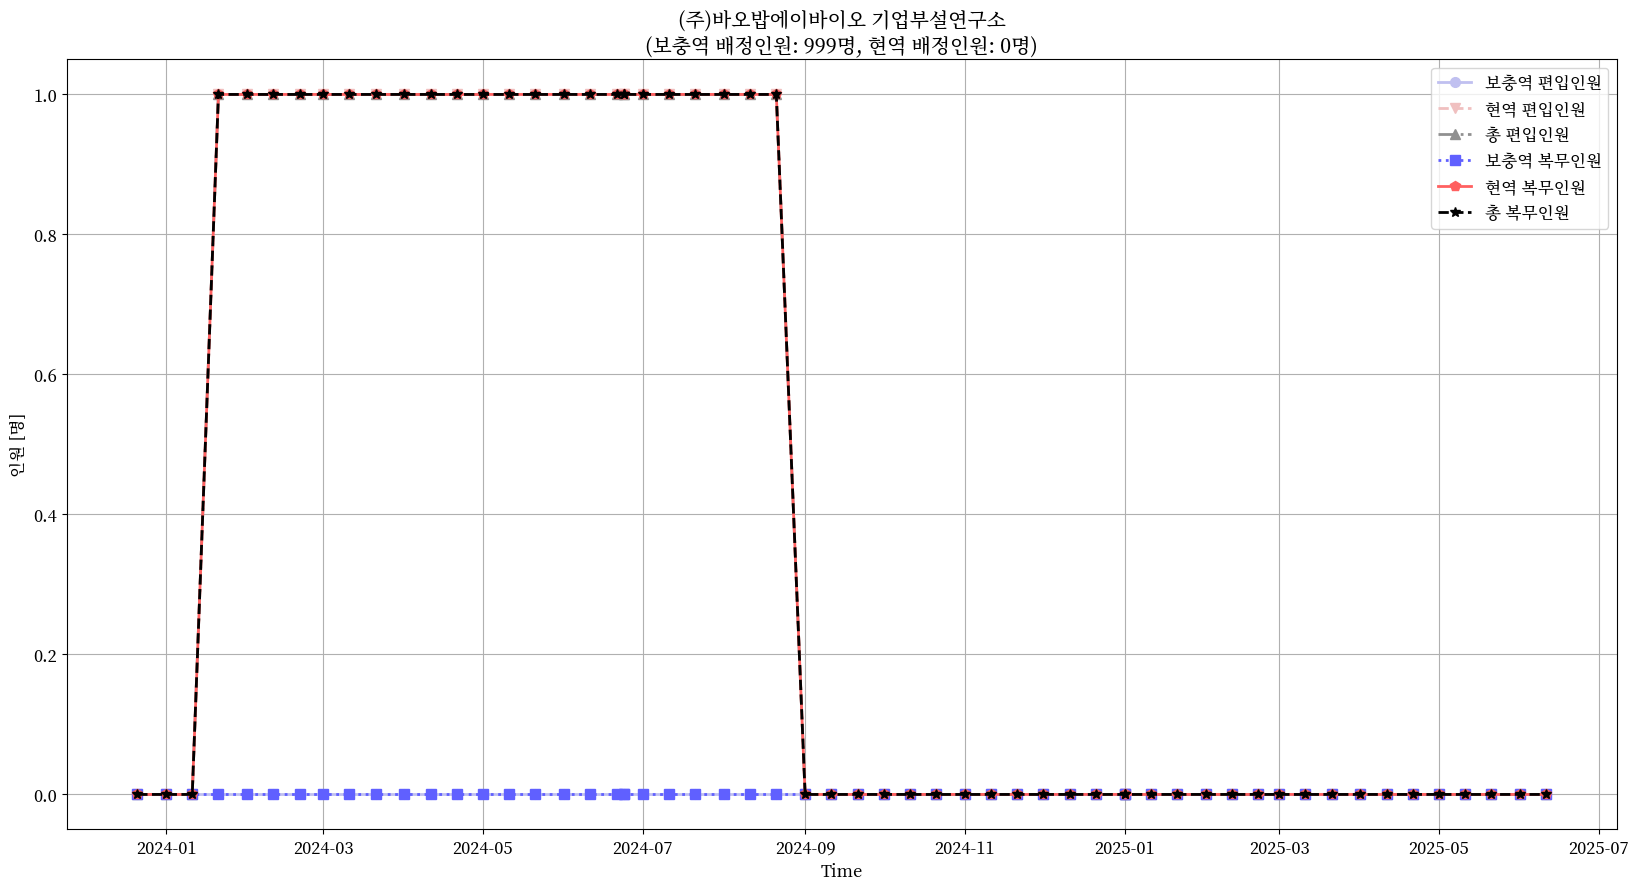 (주)바오밥에이바이오 기업부설연구소
(보충역 배정인원: 999명, 현역 배정인원: 0명)
보충역 편입인원
현역 편입인원
총 편입인원
보충역 복무인원
현역 복무인원
총 복무인원
인원 [명]
1.0
0.8
0.6
0.4
0.2
0.0
2024-01
2024-03
2024-05
2024-07
2024-09
2024-11
2025-01
2025-03
2025-05
2025-07
Time